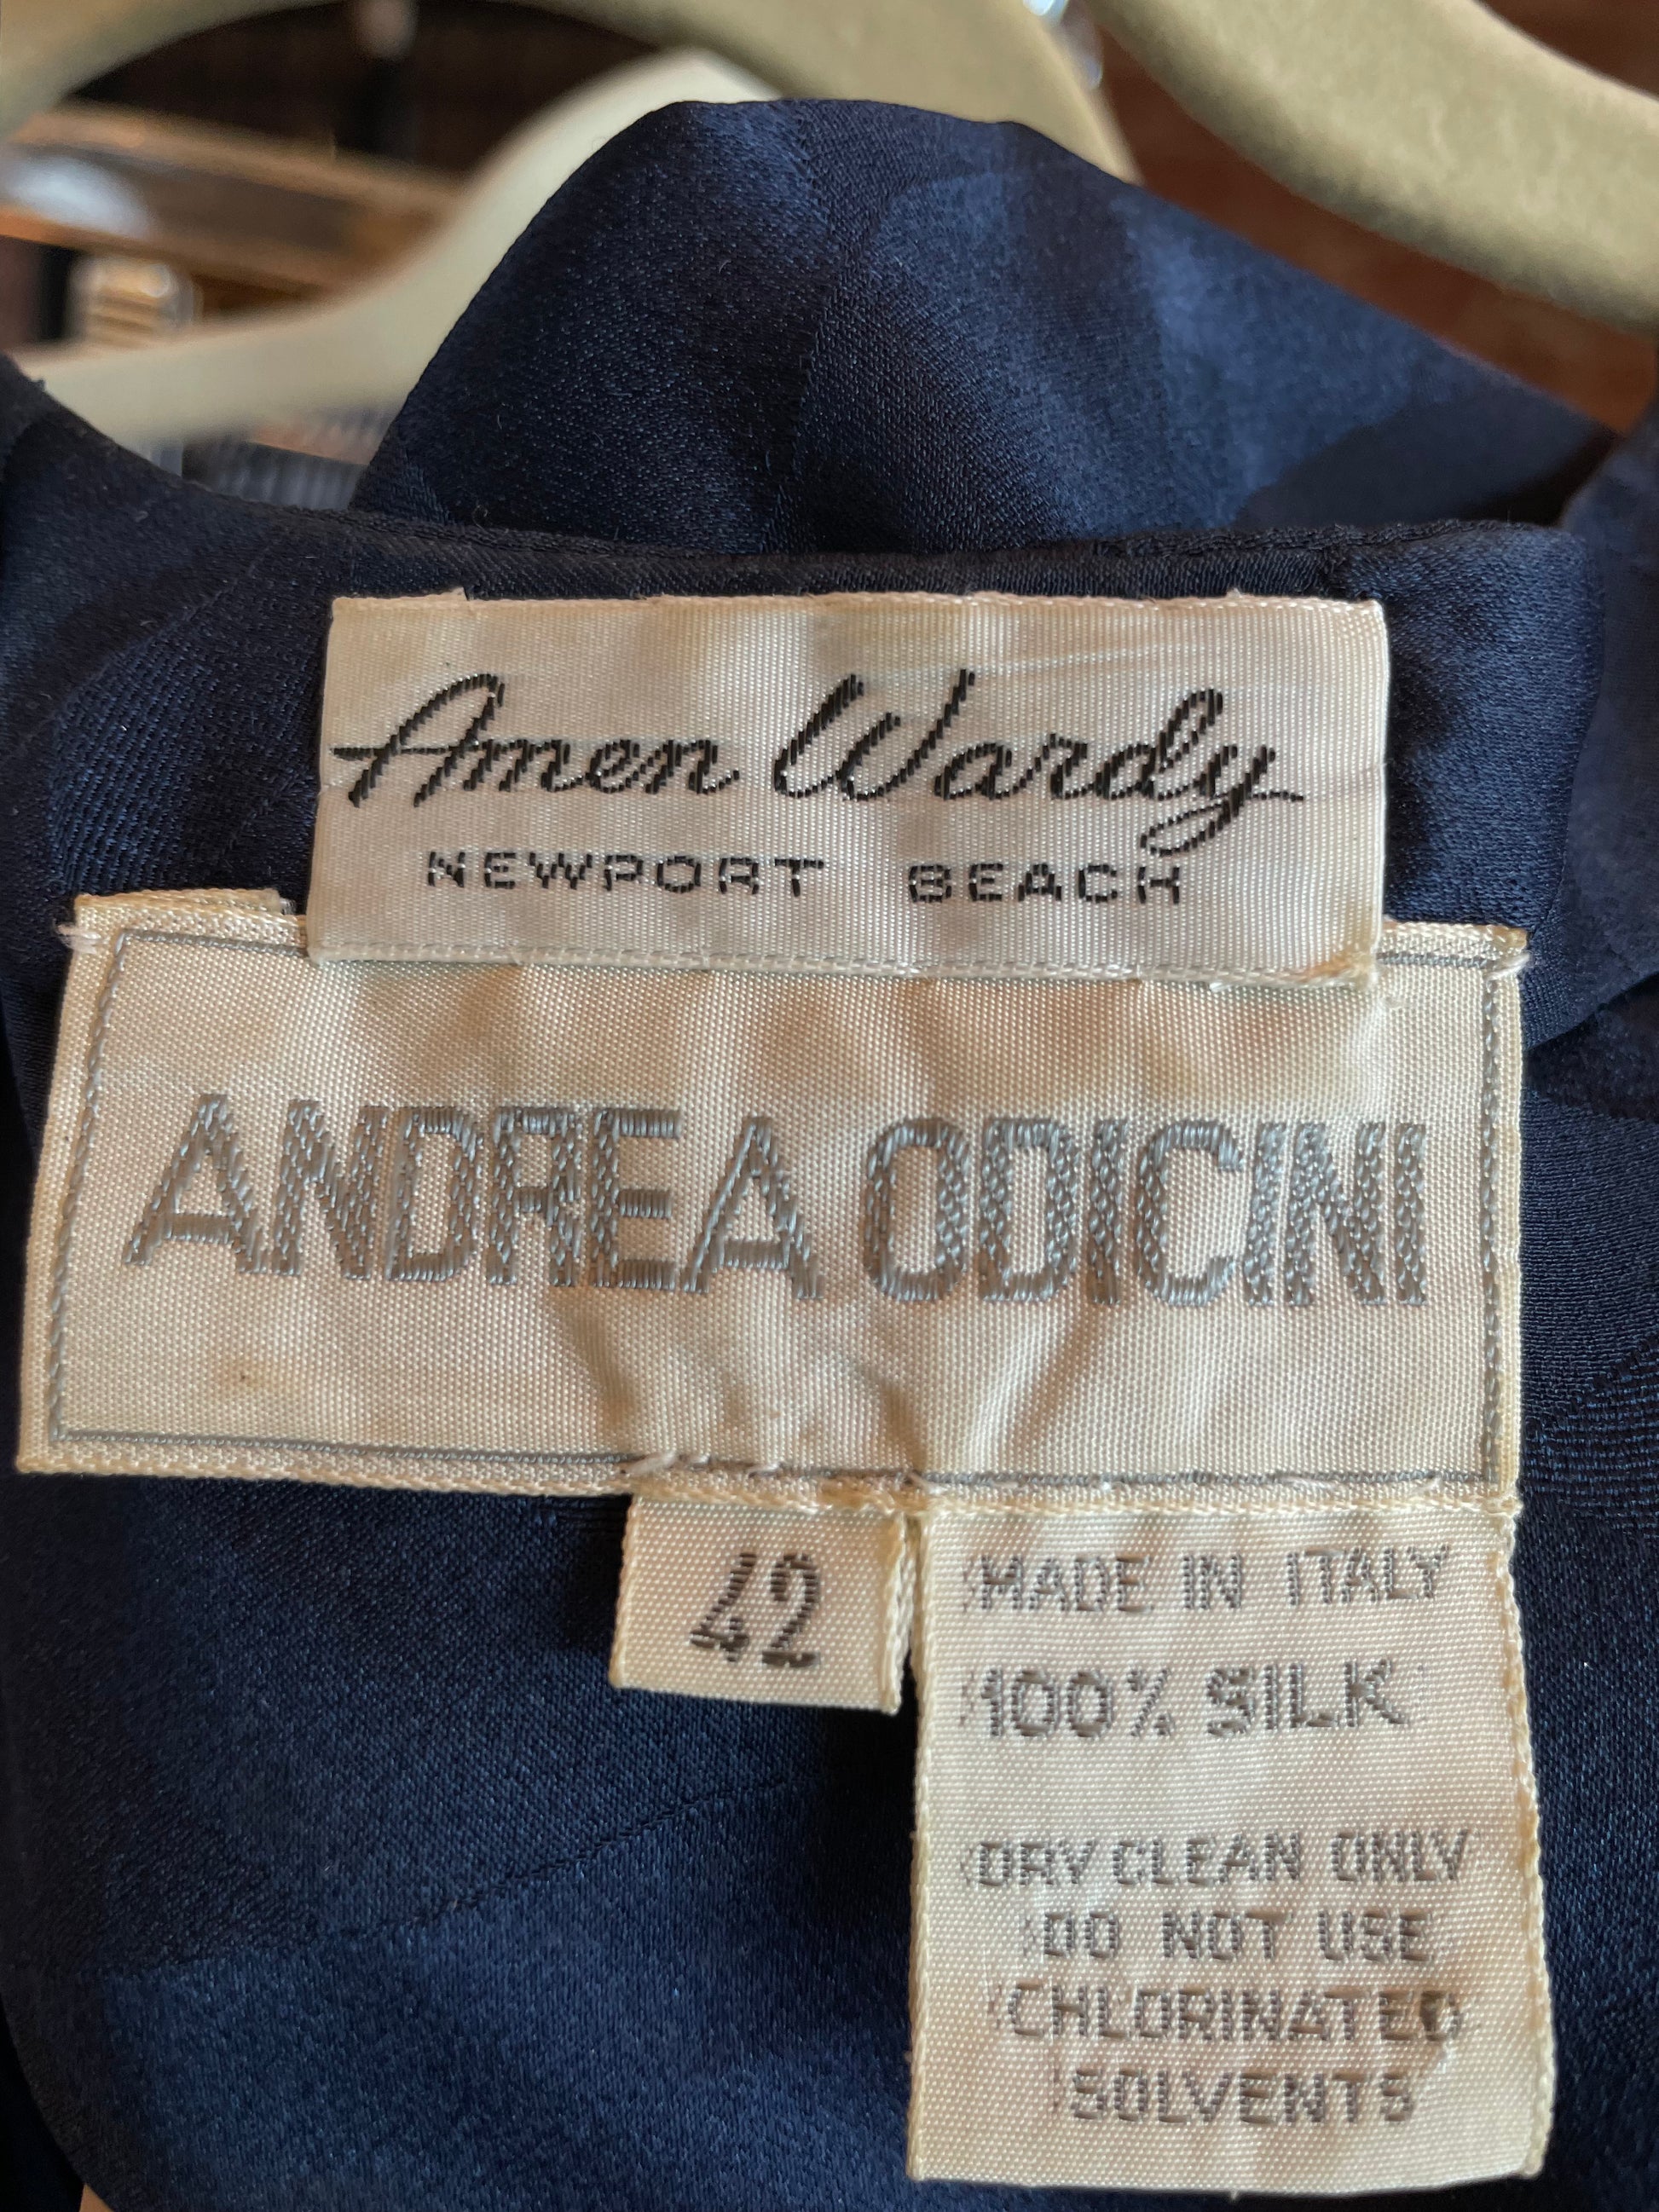 Amen Wardy
NEWPORT BEACH
ANDREA ODICINI
42
MADE IN ITALY
100% SILK
DRY CLEAN ONLY
DO NOT USE
CHLORINATED
SOLVENTS